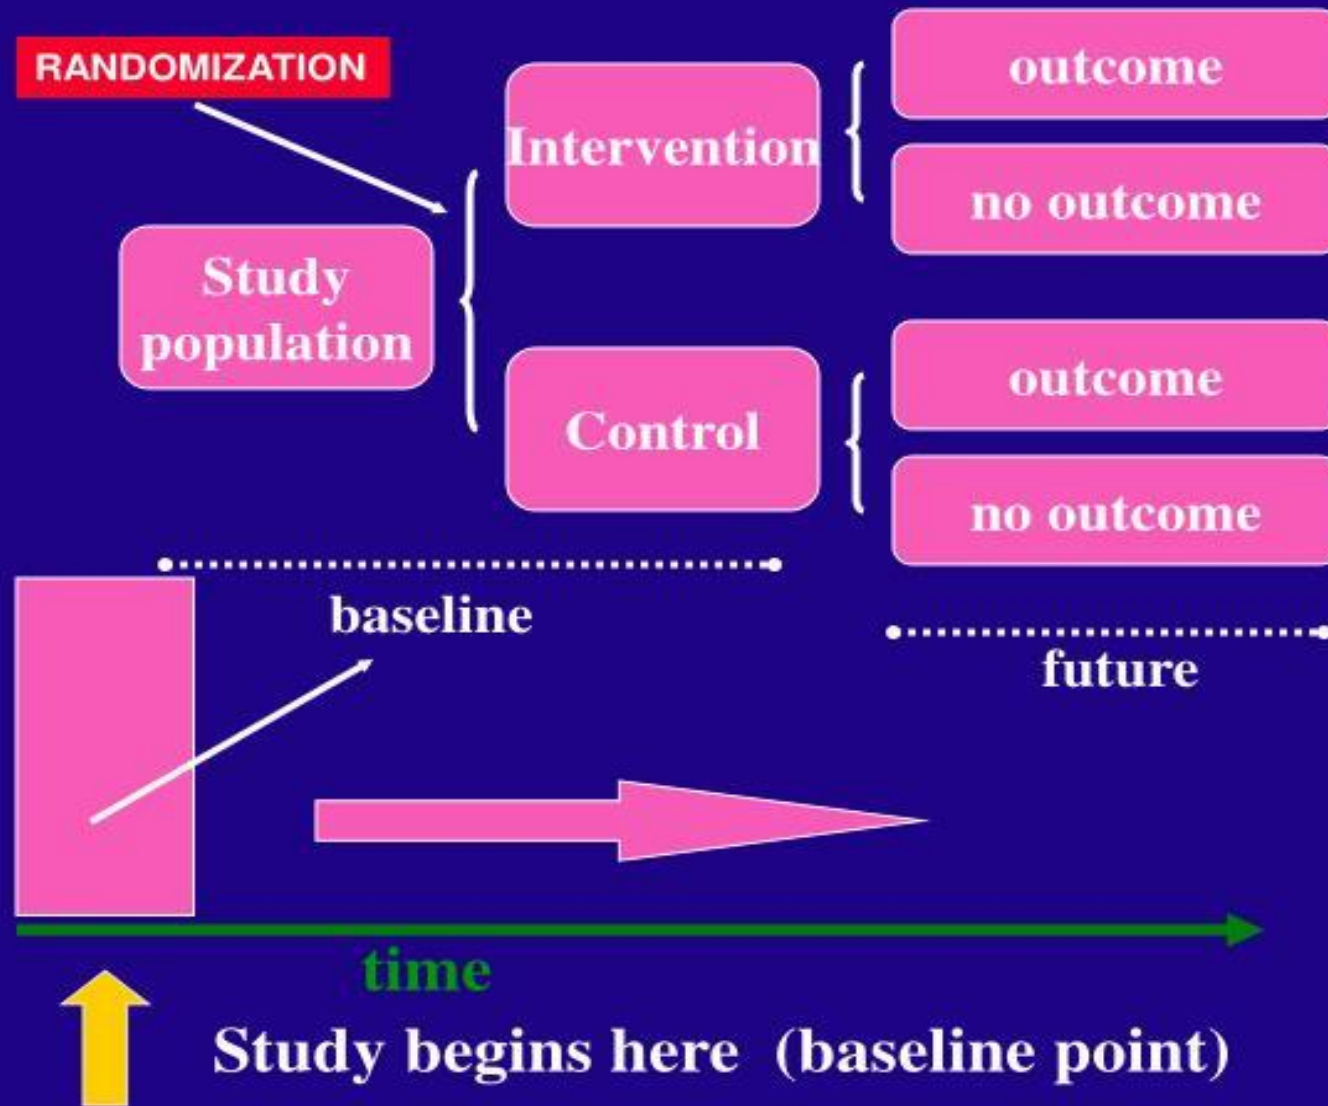 RANDOMIZATION
Study
population
Intervention
Control
outcome
no outcome
outcome
no outcome
baseline
future
time
Study begins here (baseline point)